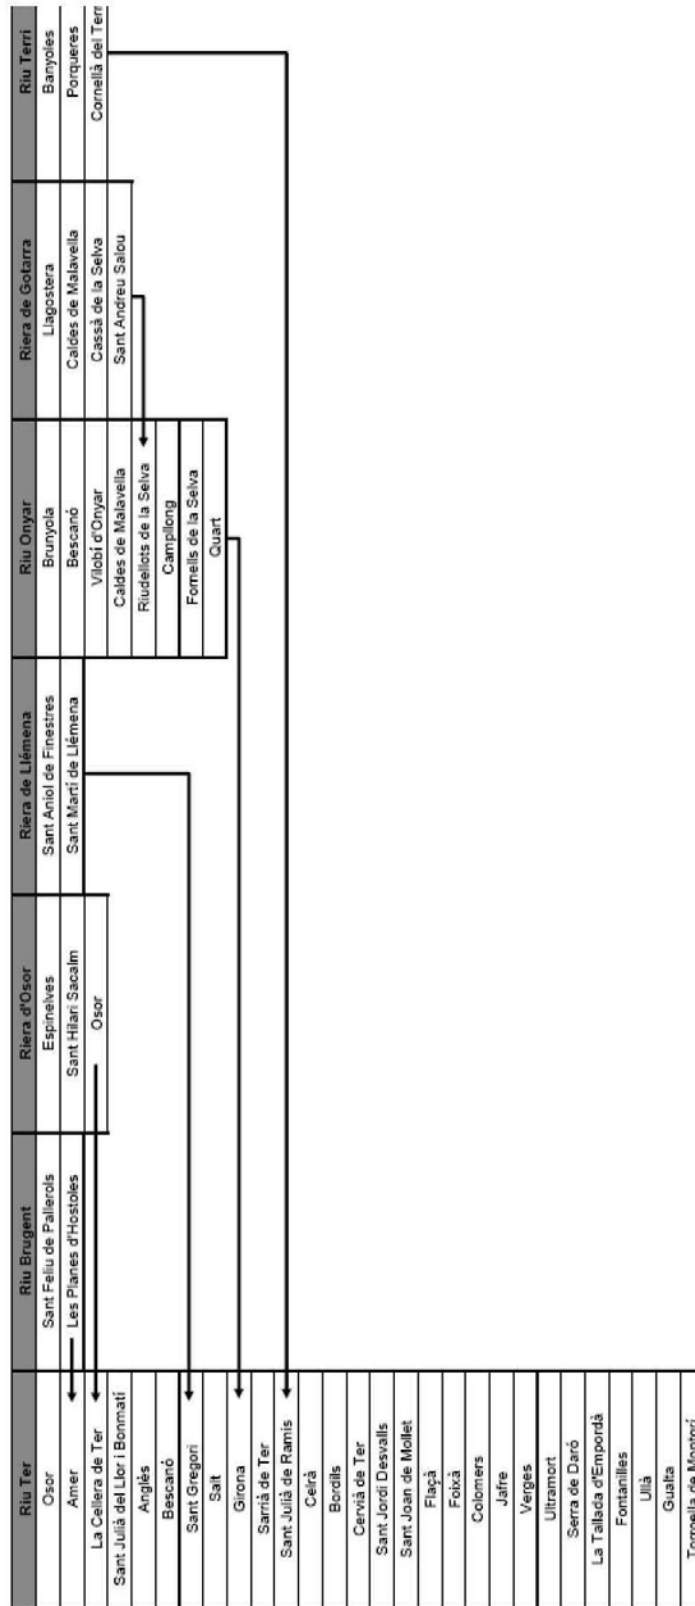 Riu Ter
Osor
Amer
La Cellera de Ter
Sant Julià del Llor i Bonmatí
Anglès
Bescanó
Sant Gregori
Salt
Girona
Sarrià de Ter
Sant Julià de Ramis
Celrà
Bordils
Cervià de Ter
Sant Jordi Desvalls
Sant Joan de Mollet
Flaçà
Foixà
Colomers
Jafre
Verges
Ultramort
Serra de Daró
La Tallada d'Empordà
Fontanilles
Ullà
Gualta
Torroella de Montgrí
Riu Brugent
Sant Feliu de Pallerols
Les Planes d'Hostoles
Riera d'Osor
Espinelves
Sant Hilari Sacalm
Osor
Riera de Llémena
Sant Aniol de Finestres
Sant Martí de Llémena
Riu Onyar
Brunyola
Bescanó
Vilobí d'Onyar
Caldes de Malavella
Riudellots de la Selva
Campllong
Fornells de la Selva
Quart
Riera de Gotarra
Llagostera
Caldes de Malavella
Cassà de la Selva
Sant Andreu Salou
Riu Terri
Banyoles
Porqueres
Cornellà del Terri